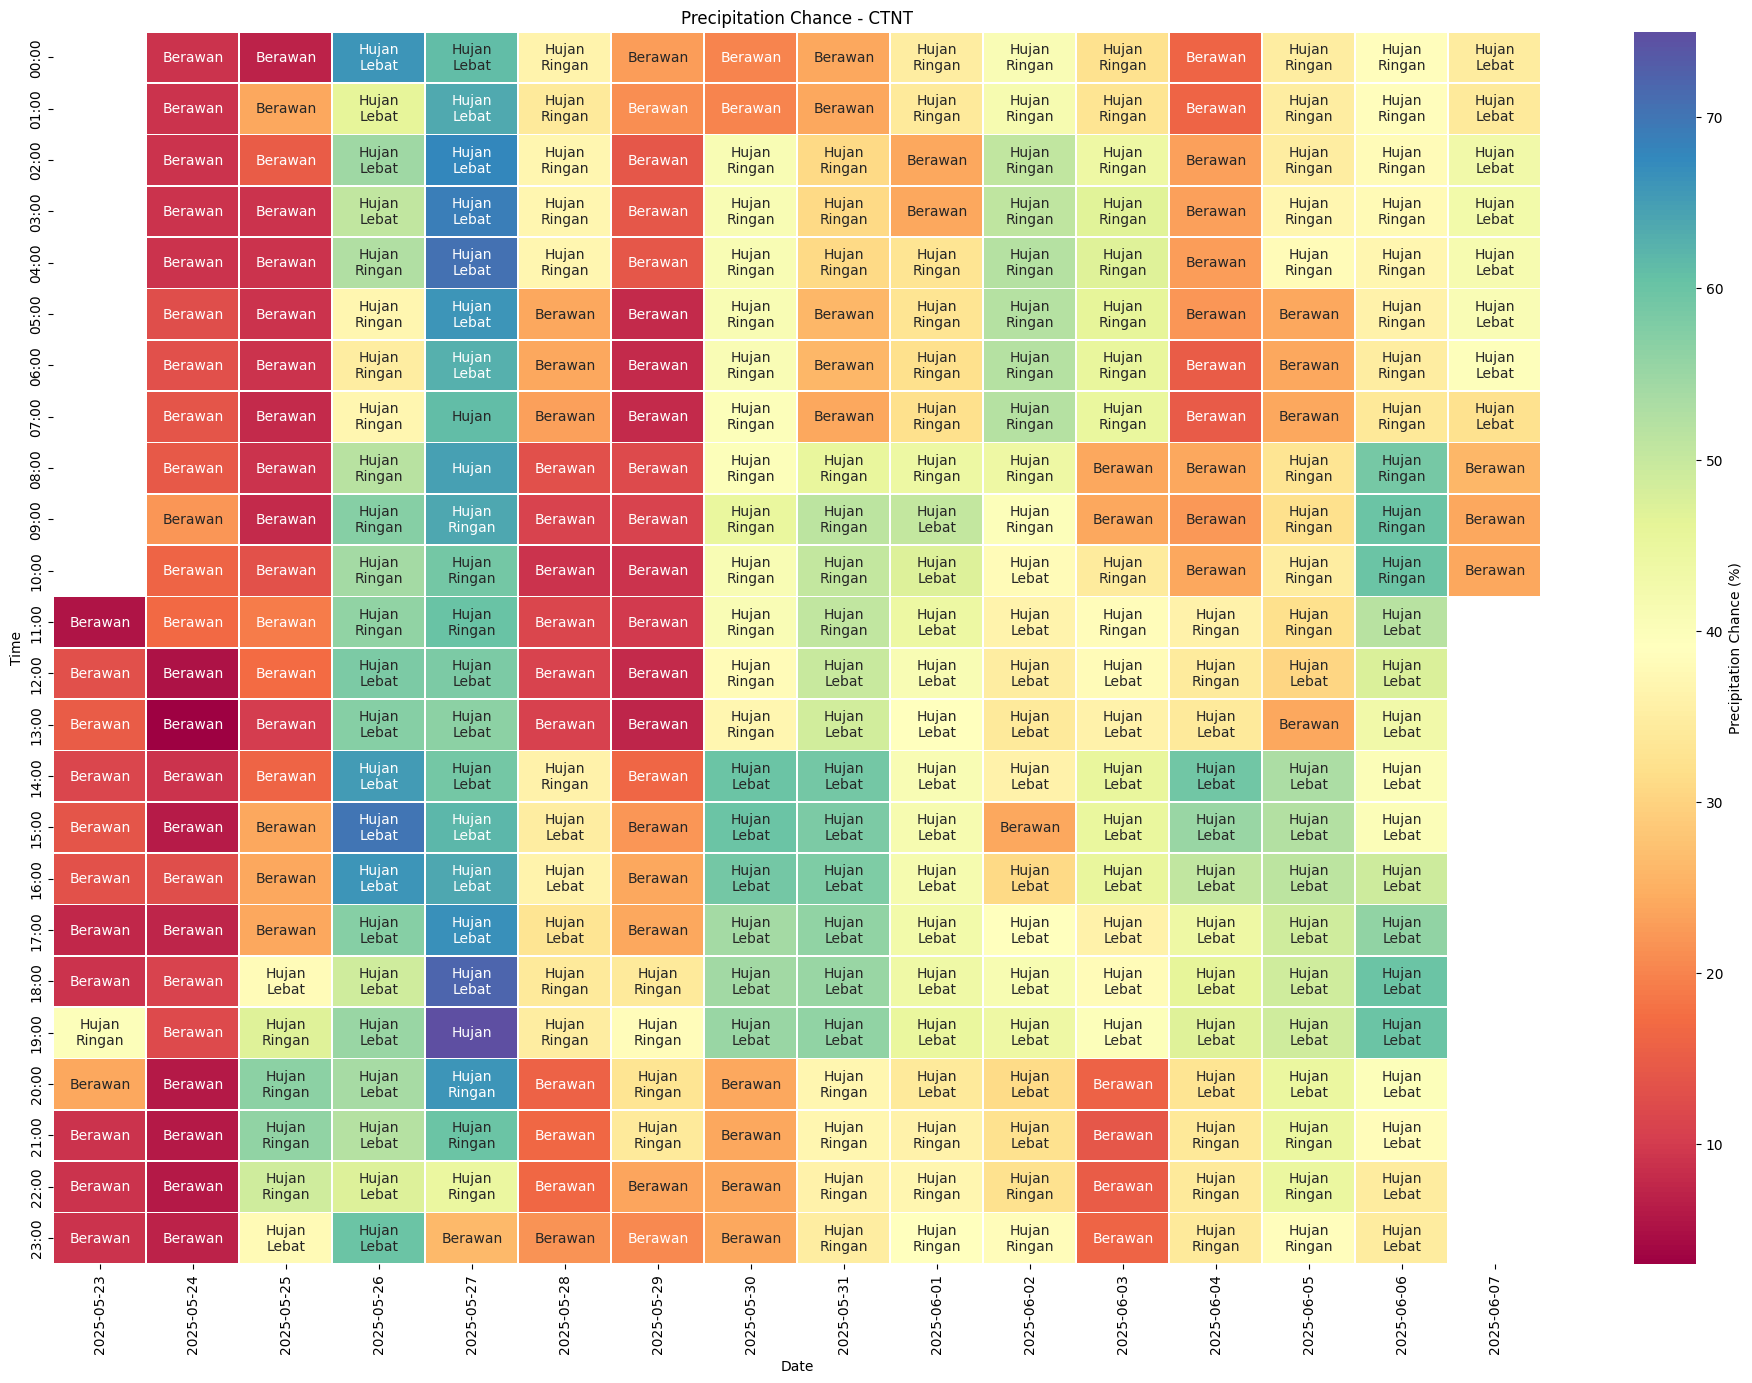 Precipitation Chance - CTNT
00:00 Berawan Berawan Hujan Lebat Hujan Lebat Hujan Ringan Berawan Berawan Berawan Hujan Ringan Hujan Ringan Hujan Ringan Berawan Hujan Ringan Hujan Ringan Hujan Lebat
01:00 Berawan Berawan Hujan Lebat Hujan Lebat Hujan Ringan Berawan Berawan Berawan Hujan Ringan Hujan Ringan Hujan Ringan Berawan Hujan Ringan Hujan Ringan Hujan Lebat
02:00 Berawan Berawan Hujan Lebat Hujan Lebat Hujan Ringan Berawan Hujan Ringan Hujan Ringan Berawan Hujan Ringan Hujan Ringan Berawan Hujan Ringan Hujan Ringan Hujan Lebat
03:00 Berawan Berawan Hujan Lebat Hujan Lebat Hujan Ringan Berawan Hujan Ringan Hujan Ringan Berawan Hujan Ringan Hujan Ringan Berawan Hujan Ringan Hujan Ringan Hujan Lebat
04:00 Berawan Berawan Hujan Ringan Hujan Lebat Hujan Ringan Berawan Hujan Ringan Hujan Ringan Hujan Ringan Hujan Ringan Hujan Ringan Berawan Hujan Ringan Hujan Ringan Hujan Lebat
05:00 Berawan Berawan Hujan Ringan Hujan Lebat Berawan Berawan Hujan Ringan Berawan Hujan Ringan Hujan Ringan Hujan Ringan Berawan Berawan Hujan Ringan Hujan Lebat
06:00 Berawan Berawan Hujan Ringan Hujan Lebat Berawan Berawan Hujan Ringan Berawan Hujan Ringan Hujan Ringan Hujan Ringan Berawan Berawan Hujan Ringan Hujan Lebat
07:00 Berawan Berawan Hujan Ringan Hujan Berawan Berawan Hujan Ringan Berawan Hujan Ringan Hujan Ringan Hujan Ringan Berawan Berawan Hujan Ringan Hujan Lebat
08:00 Berawan Berawan Hujan Ringan Hujan Berawan Berawan Hujan Ringan Hujan Ringan Hujan Ringan Hujan Ringan Berawan Berawan Hujan Ringan Hujan Ringan Berawan
09:00 Berawan Berawan Hujan Ringan Hujan Ringan Berawan Berawan Hujan Ringan Hujan Ringan Hujan Lebat Hujan Ringan Berawan Berawan Hujan Ringan Hujan Ringan Berawan
10:00 Berawan Berawan Hujan Ringan Hujan Ringan Berawan Berawan Hujan Ringan Hujan Ringan Hujan Lebat Hujan Lebat Hujan Ringan Berawan Hujan Ringan Hujan Ringan Berawan
11:00 Berawan Berawan Berawan Hujan Ringan Hujan Ringan Berawan Berawan Hujan Ringan Hujan Ringan Hujan Lebat Hujan Lebat Hujan Ringan Hujan Ringan Hujan Ringan Hujan Lebat
12:00 Berawan Berawan Berawan Hujan Lebat Hujan Lebat Berawan Berawan Hujan Ringan Hujan Lebat Hujan Lebat Hujan Lebat Hujan Lebat Hujan Ringan Hujan Lebat Hujan Lebat
13:00 Berawan Berawan Berawan Hujan Lebat Hujan Lebat Berawan Berawan Hujan Ringan Hujan Lebat Hujan Lebat Hujan Lebat Hujan Lebat Hujan Lebat Berawan Hujan Lebat
14:00 Berawan Berawan Berawan Hujan Lebat Hujan Lebat Hujan Ringan Berawan Hujan Lebat Hujan Lebat Hujan Lebat Hujan Lebat Hujan Lebat Hujan Lebat Hujan Lebat Hujan Lebat
15:00 Berawan Berawan Berawan Hujan Lebat Hujan Lebat Hujan Lebat Berawan Hujan Lebat Hujan Lebat Hujan Lebat Berawan Hujan Lebat Hujan Lebat Hujan Lebat Hujan Lebat
16:00 Berawan Berawan Berawan Hujan Lebat Hujan Lebat Hujan Lebat Berawan Hujan Lebat Hujan Lebat Hujan Lebat Hujan Lebat Hujan Lebat Hujan Lebat Hujan Lebat Hujan Lebat
17:00 Berawan Berawan Berawan Hujan Lebat Hujan Lebat Hujan Lebat Berawan Hujan Lebat Hujan Lebat Hujan Lebat Hujan Lebat Hujan Lebat Hujan Lebat Hujan Lebat Hujan Lebat
18:00 Berawan Berawan Hujan Lebat Hujan Lebat Hujan Lebat Hujan Ringan Hujan Ringan Hujan Lebat Hujan Lebat Hujan Lebat Hujan Lebat Hujan Lebat Hujan Lebat Hujan Lebat Hujan Lebat
19:00 Hujan Ringan Berawan Hujan Ringan Hujan Lebat Hujan Hujan Ringan Hujan Ringan Hujan Lebat Hujan Lebat Hujan Lebat Hujan Lebat Hujan Lebat Hujan Lebat Hujan Lebat Hujan Lebat
20:00 Berawan Berawan Hujan Ringan Hujan Lebat Hujan Ringan Berawan Hujan Ringan Berawan Hujan Ringan Hujan Lebat Hujan Lebat Berawan Hujan Lebat Hujan Lebat Hujan Lebat
21:00 Berawan Berawan Hujan Ringan Hujan Lebat Hujan Ringan Berawan Hujan Ringan Berawan Hujan Ringan Hujan Ringan Hujan Lebat Berawan Hujan Ringan Hujan Ringan Hujan Lebat
22:00 Berawan Berawan Hujan Ringan Hujan Lebat Hujan Ringan Berawan Berawan Berawan Hujan Ringan Hujan Ringan Hujan Ringan Berawan Hujan Ringan Hujan Ringan Hujan Lebat
23:00 Berawan Berawan Hujan Lebat Hujan Lebat Berawan Berawan Berawan Berawan Hujan Ringan Hujan Ringan Hujan Ringan Berawan Hujan Ringan Hujan Ringan Hujan Lebat
Time
2025-05-23
2025-05-24
2025-05-25
2025-05-26
2025-05-27
2025-05-28
2025-05-29
2025-05-30
2025-05-31
2025-06-01
2025-06-02
2025-06-03
2025-06-04
2025-06-05
2025-06-06
2025-06-07
Date
70
60
50
40
30
20
10
Precipitation Chance (%)